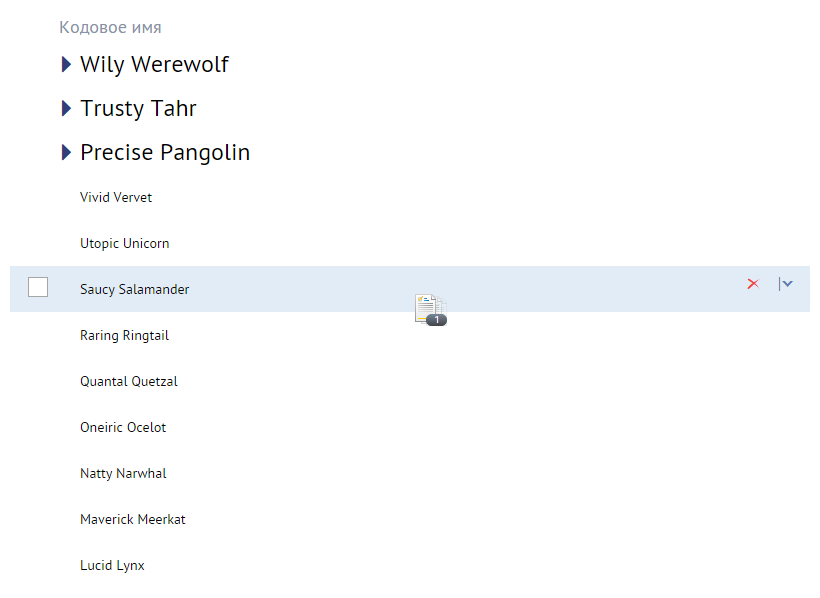 Кодовое имя
Wily Werewolf
Trusty Tahr
Precise Pangolin
Vivid Vervet
Utopic Unicorn
Saucy Salamander
1
Raring Ringtail
Quantal Quetzal
Oneiric Ocelot
Natty Narwhal
Maverick Meerkat
Lucid Lynx